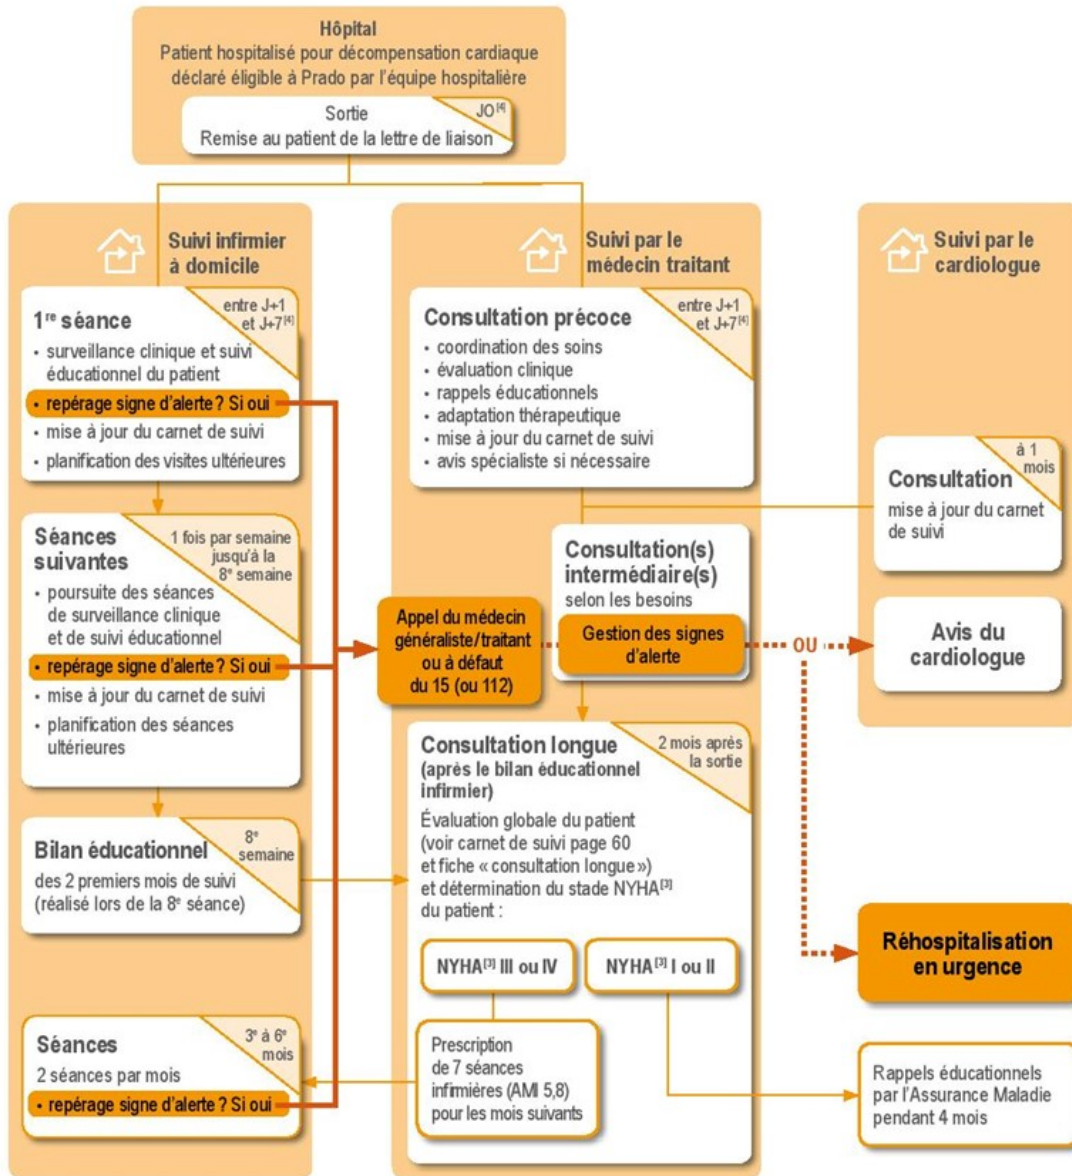 Hôpital
Patient hospitalisé pour décompensation cardiaque
déclaré éligible à Prado par l'équipe hospitalière
Sortie
JO[4]
Remise au patient de la lettre de liaison
Suivi infirmier
à domicile
1re séance
entre J+1
et J+7[4]
• surveillance clinique et suivi
éducationnel du patient
• repérage signe d'alerte ? Si oui
• mise à jour du carnet de suivi
• planification des visites ultérieures
Séances
suivantes
1 fois par semaine
jusqu'à la
8e semaine
• poursuite des séances
de surveillance clinique
et de suivi éducationnel
• repérage signe d'alerte ? Si oui
• mise à jour du carnet de suivi
• planification des séances
ultérieures
Bilan éducationnel
8e
semaine
des 2 premiers mois de suivi
(réalisé lors de la 8e séance)
Séances
3e à 6e
mois
2 séances par mois
• repérage signe d'alerte ? Si oui
Suivi par le
médecin traitant
Consultation précoce
entre J+1
et J+7[4]
• coordination des soins
• évaluation clinique
• rappels éducationnels
• adaptation thérapeutique
• mise à jour du carnet de suivi
• avis spécialiste si nécessaire
Consultation(s)
intermédiaire(s)
selon les besoins
Appel du médecin
généraliste/traitant
ou à défaut
du 15 (ou 112)
Gestion des signes
d'alerte
OU
Consultation longue
(après le bilan éducationnel
infirmier)
2 mois après
la sortie
Évaluation globale du patient
(voir carnet de suivi page 60
et fiche « consultation longue »)
et détermination du stade NYHA[3]
du patient :
NYHA[3] III ou IV
NYHA[3] I ou II
Prescription
de 7 séances
infirmières (AMI 5,8)
pour les mois suivants
Suivi par le
cardiologue
Consultation
à 1
mois
mise à jour du carnet
de suivi
Avis du
cardiologue
Réhospitalisation
en urgence
Rappels éducationnels
par l'Assurance Maladie
pendant 4 mois